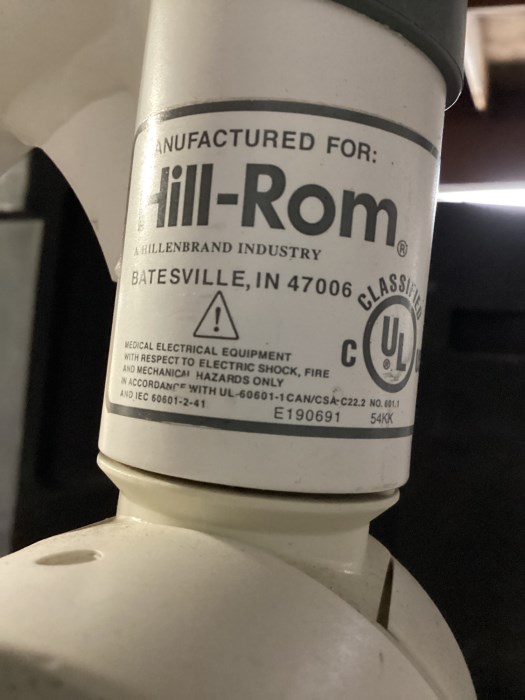 ANUFACTURED FOR:
Hill-Rom®
A HILLENBRAND INDUSTRY
BATESVILLE, IN 47006
CLASSIFIED
C UL ® U
MEDICAL ELECTRICAL EQUIPMENT
WITH RESPECT TO ELECTRIC SHOCK, FIRE
AND MECHANICAL HAZARDS ONLY
IN ACCORDANCE WITH UL-60601-1 CAN/CSA-C22.2 NO. 601.1
AND IEC 60601-2-41
E190691 54KK